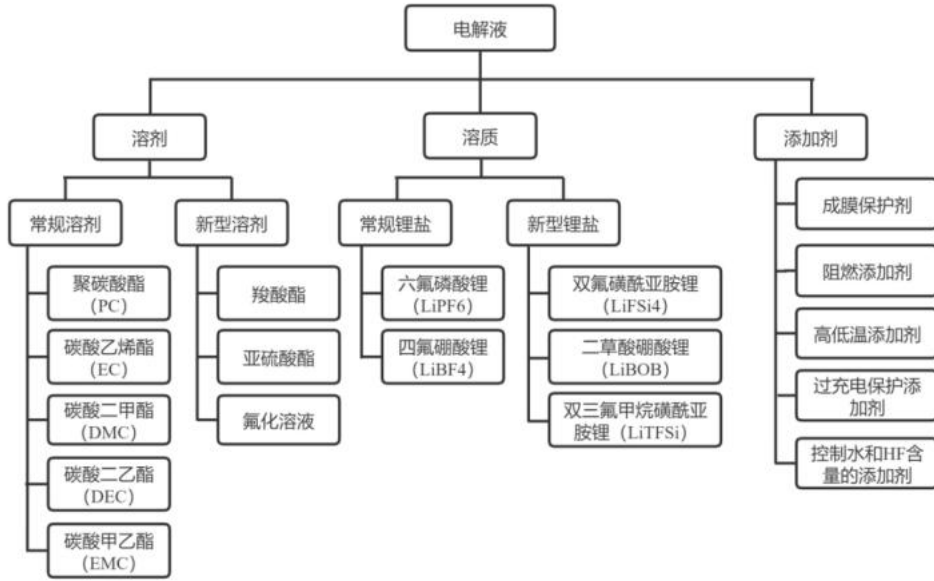 电解液
溶剂
溶质
添加剂
常规溶剂
新型溶剂
常规锂盐
新型锂盐
聚碳酸酯
(PC)
碳酸乙烯酯
(EC)
碳酸二甲酯
(DMC)
碳酸二乙酯
(DEC)
碳酸甲乙酯
(EMC)
羧酸酯
亚硫酸酯
氟化溶液
六氟磷酸锂
(LiPF6)
四氟硼酸锂
(LiBF4)
双氟磺酰亚胺锂
(LiFSi4)
二草酸硼酸锂
(LiBOB)
双三氟甲烷磺酰亚
胺锂(LiTFSi)
成膜保护剂
阻燃添加剂
高低温添加剂
过充电保护添
加剂
控制水和HF含
量的添加剂